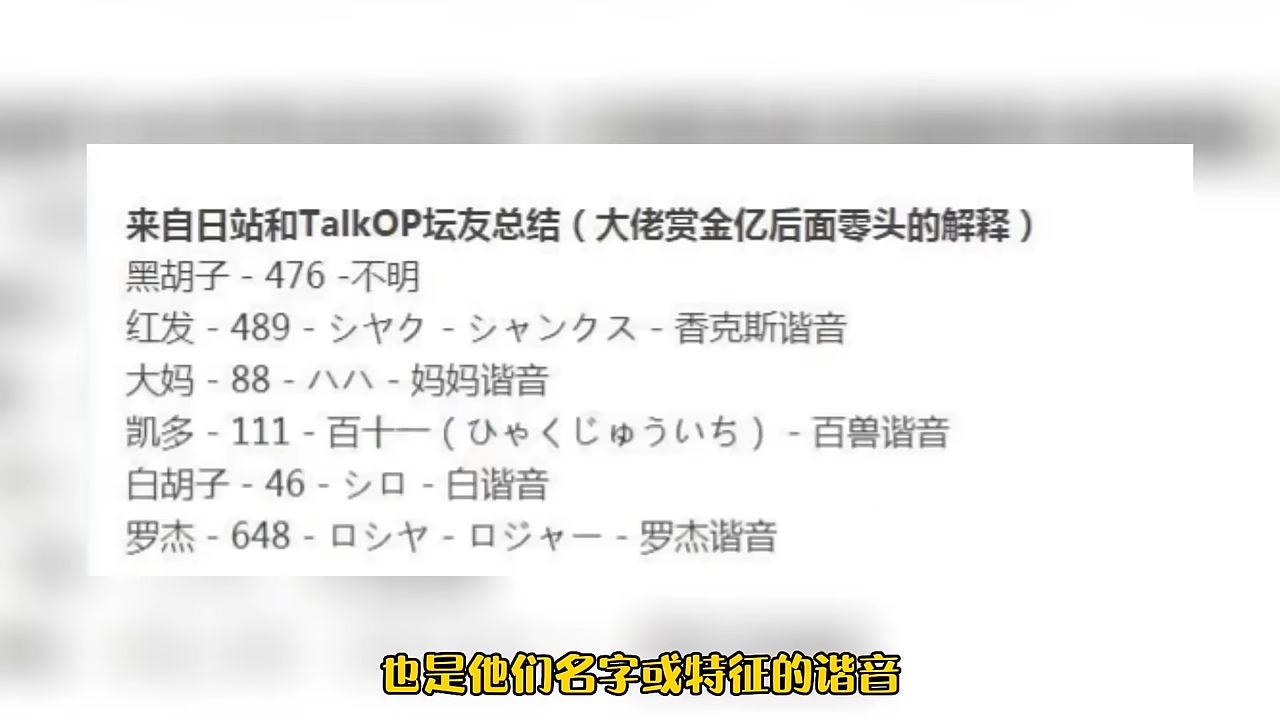 来自日站和TalkOP坛友总结（大佬赏金亿后面零头的解释）
黑胡子 - 476 -不明
红发 - 489 - シヤク - シャンクス - 香克斯谐音
大妈 - 88 - ハハ - 妈妈谐音
凯多 - 111 - 百十一（ひゃくじゅういち） - 百兽谐音
白胡子 - 46 - シロ - 白谐音
罗杰 - 648 - ロシヤ - ロジャー - 罗杰谐音
也是他们名字或特征的谐音